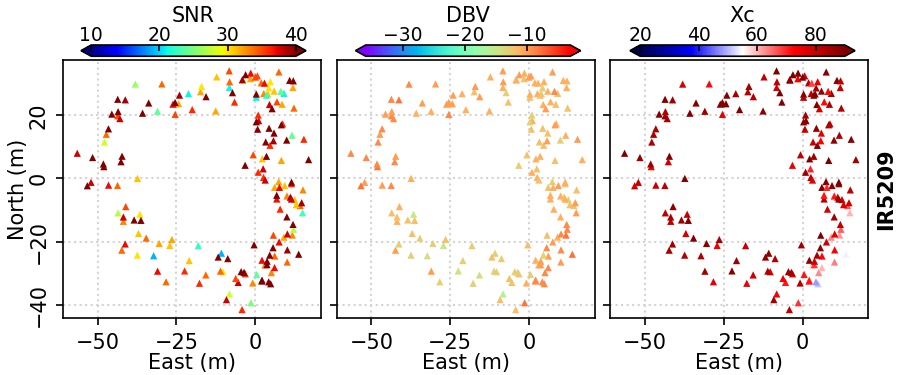 SNR DBV Xc
10 20 30 40 −30 −20 −10 20 40 60 80
North (m)
20
0
−20
−40
−50 −25 0 −50 −25 0 −50 −25 0
East (m) East (m) East (m)
IR5209